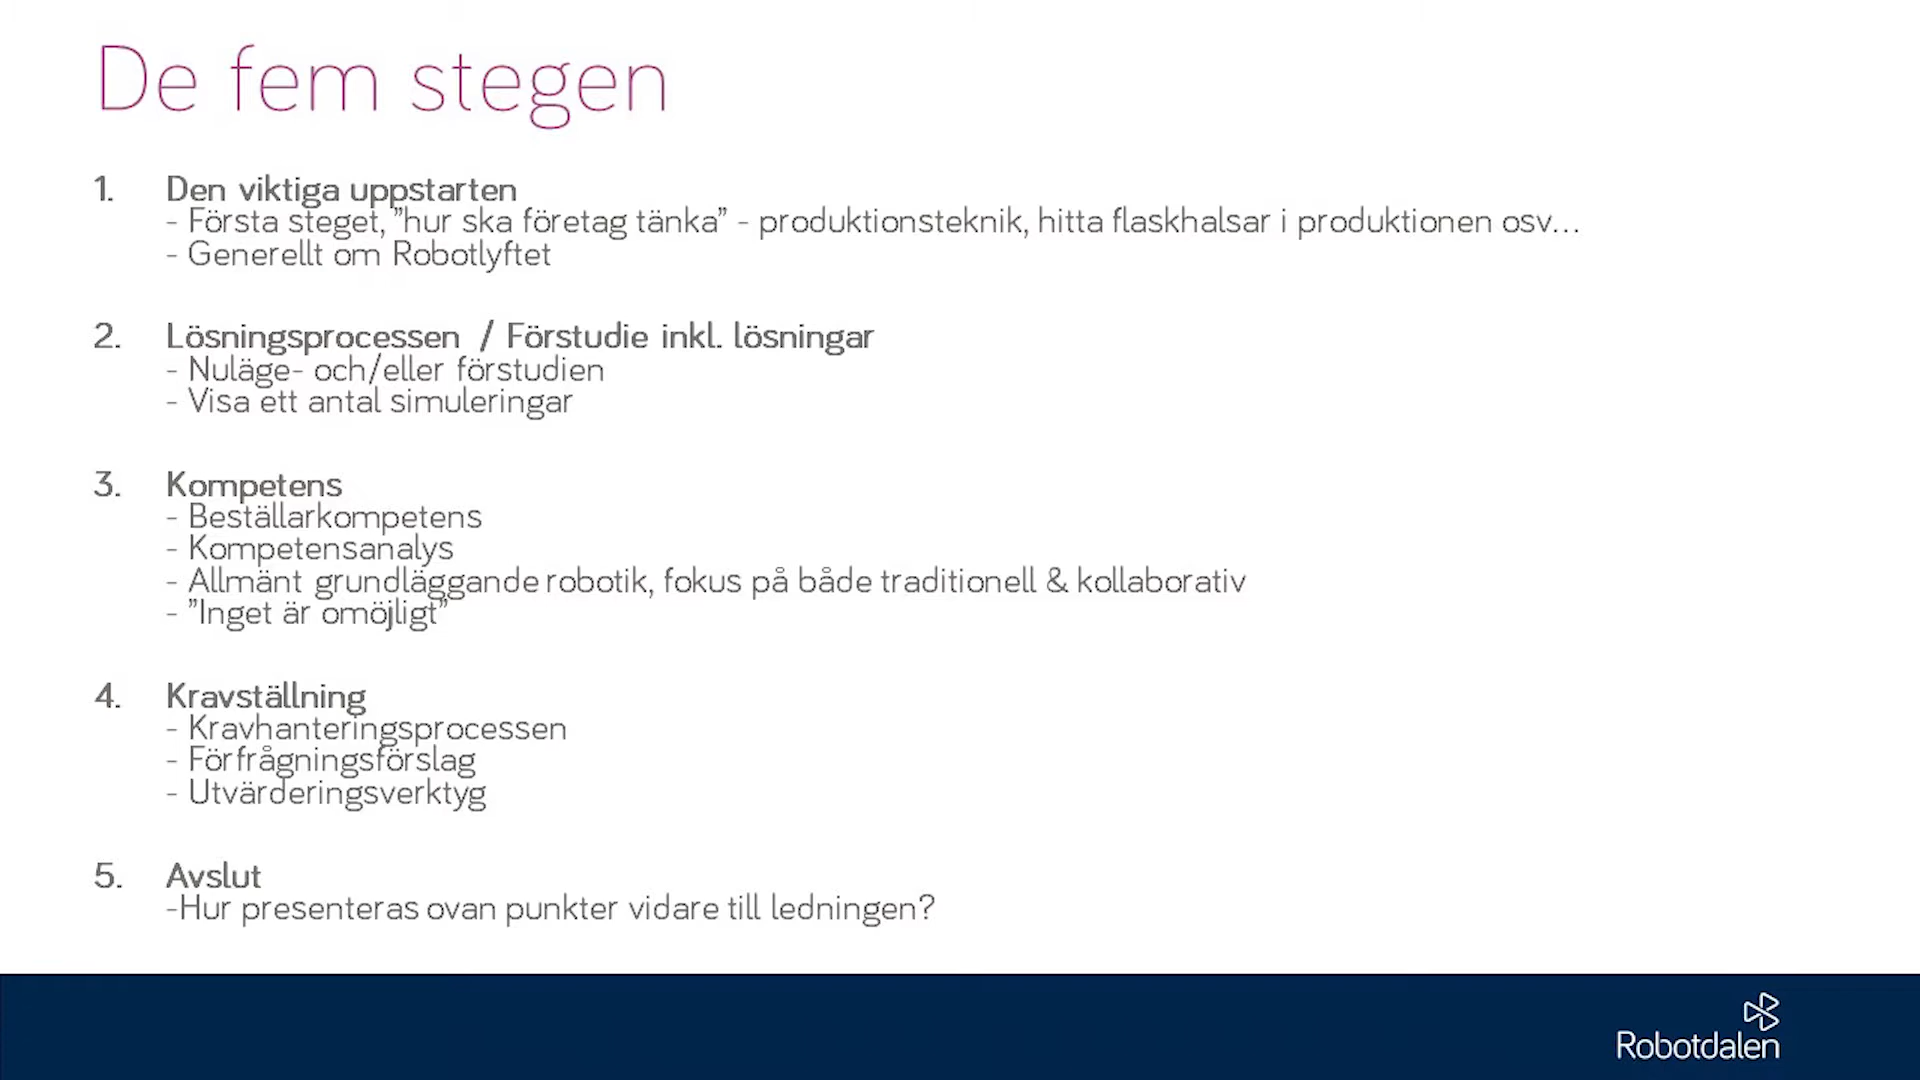 De fem stegen
1. Den viktiga uppstarten
- Första steget, ”hur ska företag tänka” - produktionsteknik, hitta flaskhalsar i produktionen osv...
- Generellt om Robotlyftet
2. Lösningsprocessen / Förstudie inkl. lösningar
- Nuläge- och/eller förstudien
- Visa ett antal simuleringar
3. Kompetens
- Beställarkompetens
- Kompetensanalys
- Allmänt grundläggande robotik, fokus på både traditionell & kollaborativ
- ”Inget är omöjligt”
4. Kravställning
- Kravhanteringsprocessen
- Förfrågningsförslag
- Utvärderingsverktyg
5. Avslut
-Hur presenteras ovan punkter vidare till ledningen?
Robotdalen